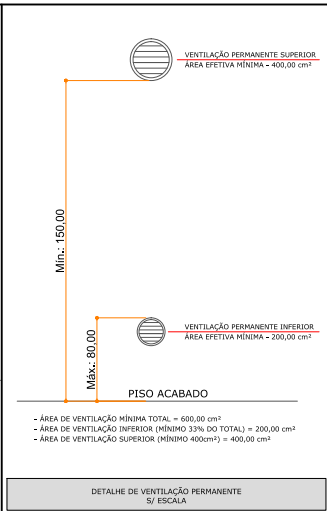 VENTILAÇÃO PERMANENTE SUPERIOR
ÁREA EFETIVA MÍNIMA - 400,00 cm²
Mín.: 150,00
VENTILAÇÃO PERMANENTE INFERIOR
ÁREA EFETIVA MÍNIMA - 200,00 cm²
Máx.: 80,00
PISO ACABADO
- ÁREA DE VENTILAÇÃO MÍNIMA TOTAL = 600,00 cm²
- ÁREA DE VENTILAÇÃO INFERIOR (MÍNIMO 33% DO TOTAL) = 200,00 cm²
- ÁREA DE VENTILAÇÃO SUPERIOR (MÍNIMO 400cm²) = 400,00 cm²
DETALHE DE VENTILAÇÃO PERMANENTE
S/ ESCALA